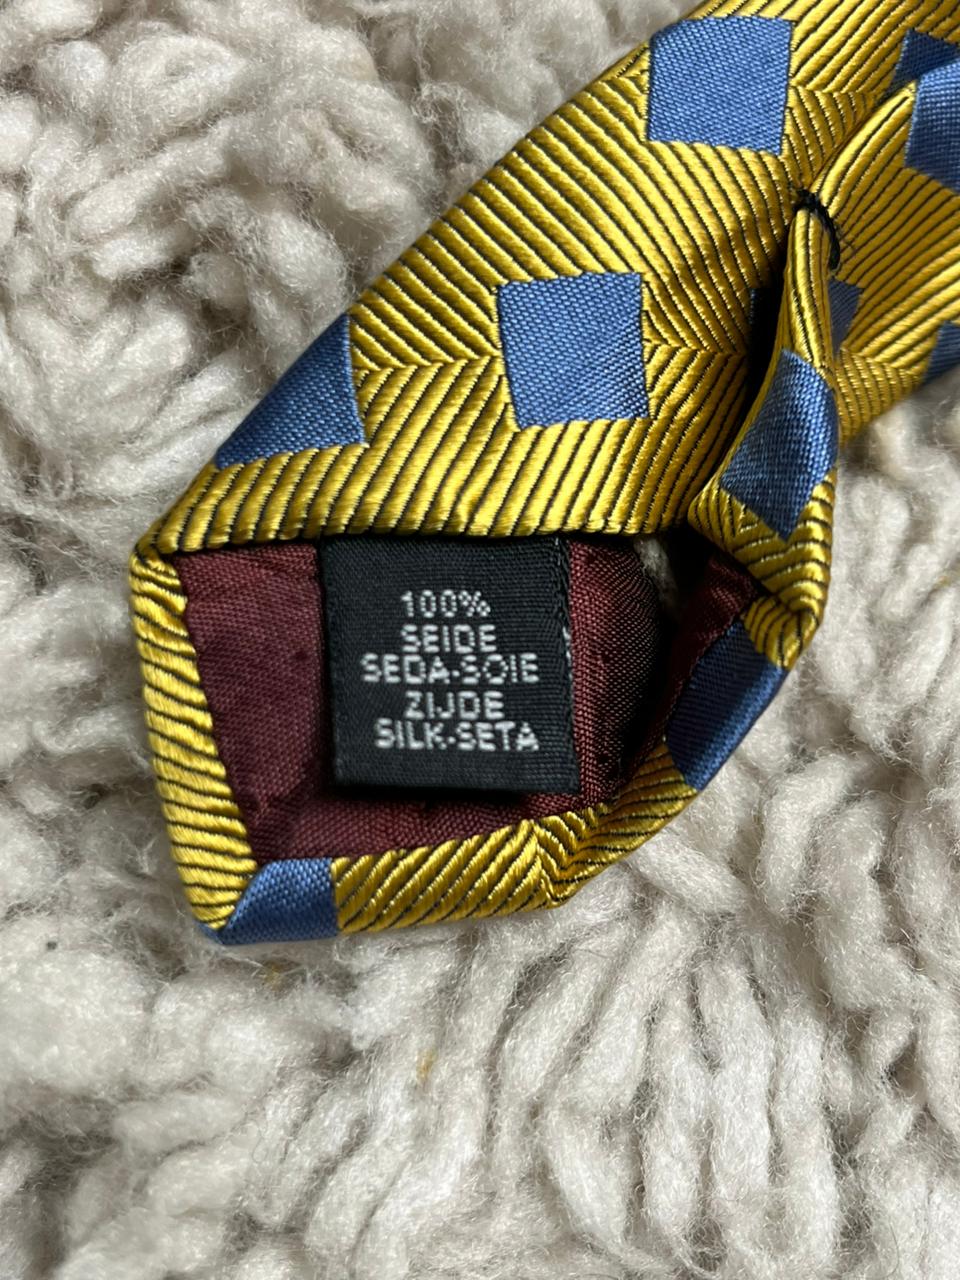 100%
SEIDE
SEDA-SOIE
ZIJDE
SILK-SETA